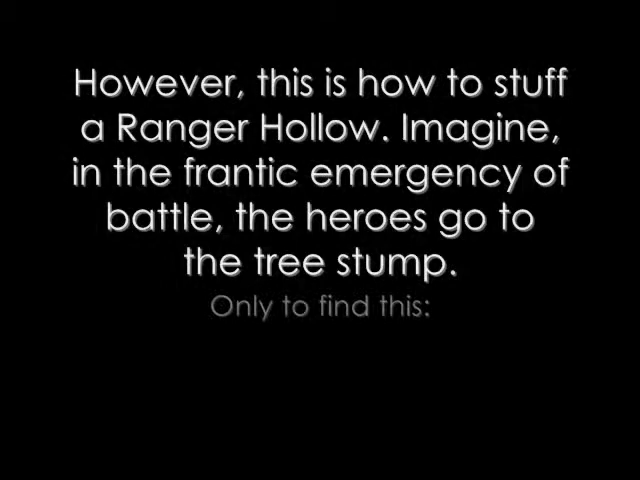 However, this is how to stuff
a Ranger Hollow. Imagine,
in the frantic emergency of
battle, the heroes go to
the tree stump.
Only to find this: